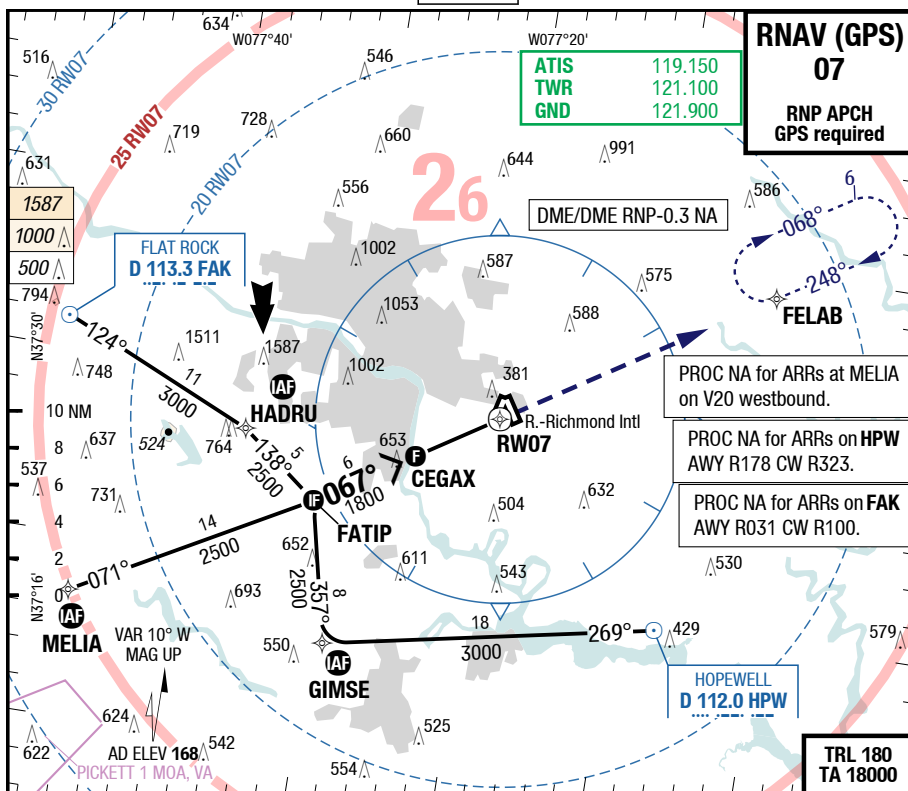 634
W077°40'
W077°20'
RNAV (GPS)
07
RNP APCH
GPS required
516
30 RW07
546
ATIS 119.150
TWR 121.100
GND 121.900
25 RW07
719
728
660
20 RW07
644
991
631
556
26
586
6
1587
1000
500
DME/DME RNP-0.3 NA
068°
248°
FELAB
FLAT ROCK
D 113.3 FAK
1002
587
575
794
N37°30'
124°
1053
588
11
3000
1511
1587
IAF
HADRU
1002
381
748
PROC NA for ARRs at MELIA
on V20 westbound.
10 NM
R.-Richmond Intl
RW07
764
524
5
138°
2500
8
637
653
F
CEGAX
PROC NA for ARRs on HPW
AWY R178 CW R323.
537
6
6
067°
1800
731
IF
FATIP
504
632
PROC NA for ARRs on FAK
AWY R031 CW R100.
4
14
2500
652
2
611
530
071°
N37°16'
0
693
8
357°
2500
543
IAF
MELIA
VAR 10° W
MAG UP
550
IAF
GIMSE
18
3000
269°
429
579
HOPEWELL
D 112.0 HPW
624
622
AD ELEV 168
542
525
PICKETT 1 MOA, VA
554
TRL 180
TA 18000